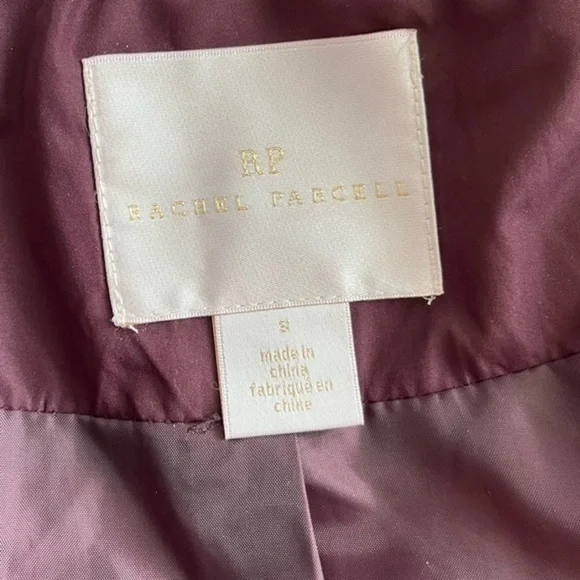 RP
RACHEL PARCELL
S
made in
china
fabriqué en
chine